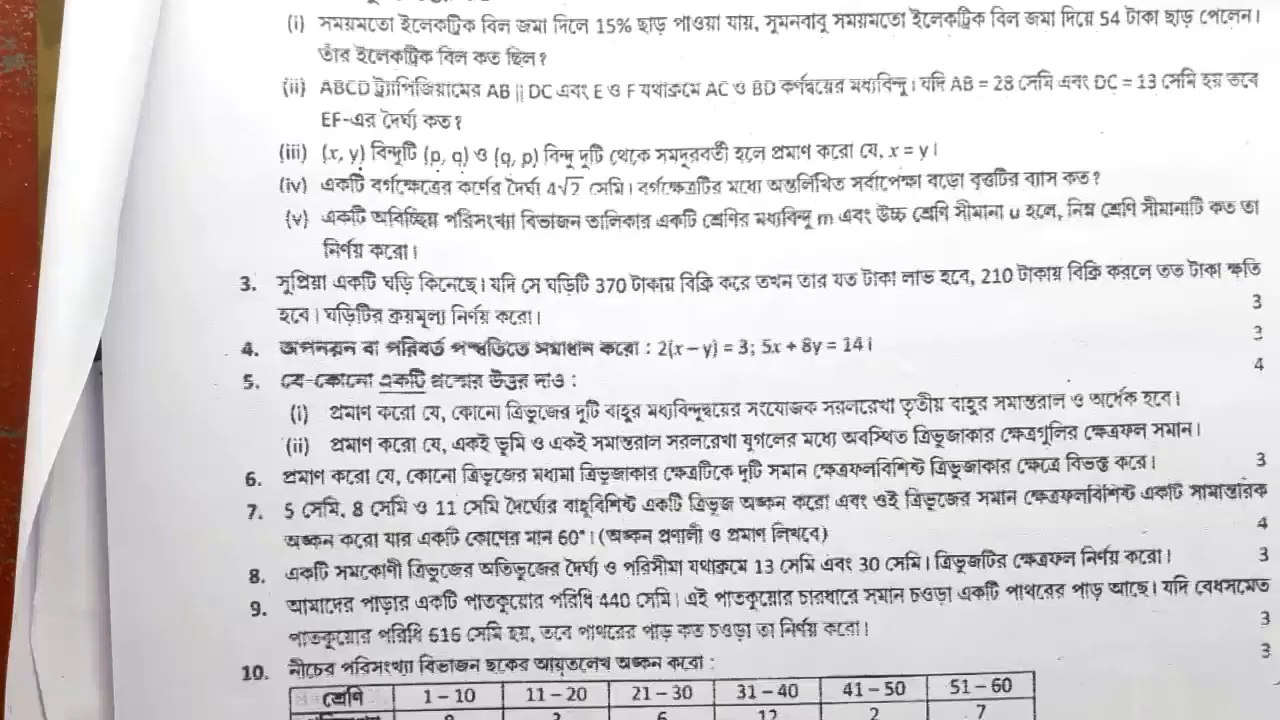 (i) সময়মতো ইলেকট্রিক বিল জমা দিলে 15% ছাড় পাওয়া যায়, সুমনবাবু সময়মতো ইলেকট্রিক বিল জমা দিয়ে 54 টাকা ছাড় পেলেন।
তাঁর ইলেকট্রিক বিল কত ছিল?
(ii) ABCD ট্রাপিজিয়ামের AB || DC এবং E ও F যথাক্রমে AC ও BD কর্ণদ্বয়ের মধ্যবিন্দু। যদি AB = 28 সেমি এবং DC = 13 সেমি হয় তবে
EF-এর দৈর্ঘ্য কত?
(iii) (x, y) বিন্দুটি (p, q) ও (q, p) বিন্দু দুটি থেকে সমদূরবর্তী হলে প্রমাণ করো যে, x = y।
(iv) একটি বর্গক্ষেত্রের কর্ণের দৈর্ঘ্য 4√2 সেমি। বর্গক্ষেত্রটির মধ্যে অন্তর্লিখিত সর্বাপেক্ষা বড়ো বৃত্তটির ব্যাস কত?
(v) একটি অবিচ্ছিন্ন পরিসংখ্যা বিভাজন তালিকার একটি শ্রেণির মধ্যবিন্দু m এবং উচ্চ শ্রেণি সীমানা u হলে, নিম্ন শ্রেণি সীমানাটি কত তা
নির্ণয় করো।
3. সুপ্রিয়া একটি ঘড়ি কিনেছে। যদি সে ঘড়িটি 370 টাকায় বিক্রি করে তখন তার যত টাকা লাভ হবে, 210 টাকায় বিক্রি করলে তত টাকা ক্ষতি
হবে। ঘড়িটির ক্রয়মূল্য নির্ণয় করো। 3
4. অপনয়ন বা পরিবর্ত পদ্ধতিতে সমাধান করো : 2(x – y) = 3; 5x + 8y = 14। 3
5. যে-কোনো একটি প্রশ্নের উত্তর দাও : 4
(i) প্রমাণ করো যে, কোনো ত্রিভুজের দুটি বাহুর মধ্যবিন্দুদ্বয়ের সংযোজক সরলরেখা তৃতীয় বাহুর সমান্তরাল ও অর্ধেক হবে।
(ii) প্রমাণ করো যে, একই ভূমি ও একই সমান্তরাল সরলরেখা যুগলের মধ্যে অবস্থিত ত্রিভুজাকার ক্ষেত্রগুলির ক্ষেত্রফল সমান।
6. প্রমাণ করো যে, কোনো ত্রিভুজের মধ্যমা ত্রিভুজাকার ক্ষেত্রটিকে দুটি সমান ক্ষেত্রফলবিশিষ্ট ত্রিভুজাকার ক্ষেত্রে বিভক্ত করে। 3
7. 5 সেমি, 8 সেমি ও 11 সেমি দৈর্ঘ্যের বাহুবিশিষ্ট একটি ত্রিভুজ অঙ্কন করো এবং ওই ত্রিভুজের সমান ক্ষেত্রফলবিশিষ্ট একটি সামান্তরিক
অঙ্কন করো যার একটি কোণের মান 60°। (অঙ্কন প্রণালী ও প্রমাণ লিখবে) 4
8. একটি সমকোণী ত্রিভুজের অতিভুজের দৈর্ঘ্য ও পরিসীমা যথাক্রমে 13 সেমি এবং 30 সেমি। ত্রিভুজটির ক্ষেত্রফল নির্ণয় করো। 3
9. আমাদের পাড়ার একটি পাতকুয়োর পরিধি 440 সেমি। এই পাতকুয়োর চারধারে সমান চওড়া একটি পাথরের পাড় আছে। যদি বেধসমেত
পাতকুয়োর পরিধি 616 সেমি হয়, তবে পাথরের পাড় কত চওড়া তা নির্ণয় করো। 3
10. নীচের পরিসংখ্যা বিভাজন ছকের আয়তলেখ অঙ্কন করো : 3
শ্রেণি 1 – 10 11 – 20 21 – 30 31 – 40 41 – 50 51 – 60
3 6 12 2 7